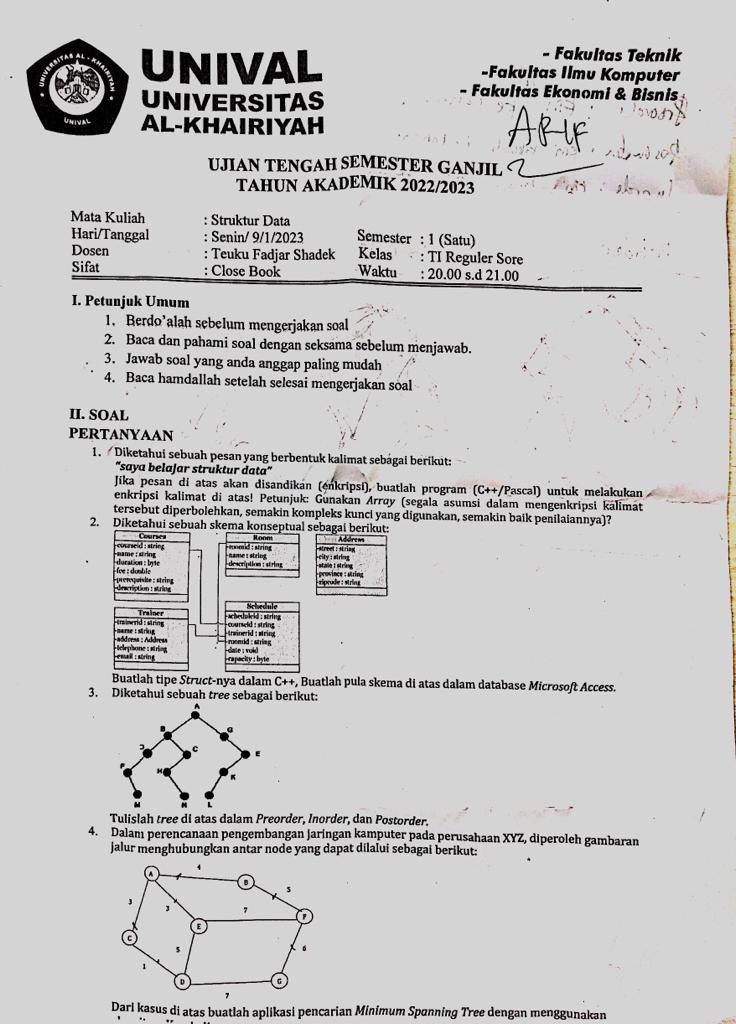 UNIVERSITAS AL - KHAIRIYAH
UNIVAL
UNIVAL
UNIVERSITAS
AL-KHAIRIYAH
- Fakultas Teknik
-Fakultas Ilmu Komputer
- Fakultas Ekonomi & Bisnis
UJIAN TENGAH SEMESTER GANJIL
TAHUN AKADEMIK 2022/2023
Mata Kuliah : Struktur Data
Hari/Tanggal : Senin/ 9/1/2023 Semester : 1 (Satu)
Dosen : Teuku Fadjar Shadek Kelas : TI Reguler Sore
Sifat : Close Book Waktu : 20.00 s.d 21.00
I. Petunjuk Umum
1. Berdo'alah sebelum mengerjakan soal
2. Baca dan pahami soal dengan seksama sebelum menjawab.
3. Jawab soal yang anda anggap paling mudah
4. Baca hamdallah setelah selesai mengerjakan soal
II. SOAL
PERTANYAAN
1. Diketahui sebuah pesan yang berbentuk kalimat sebagai berikut:
"saya belajar struktur data"
Jika pesan di atas akan disandikan (enkripsi), buatlah program (C++/Pascal) untuk melakukan
enkripsi kalimat di atas! Petunjuk: Gunakan Array (segala asumsi dalam mengenkripsi kalimat
tersebut diperbolehkan, semakin kompleks kunci yang digunakan, semakin baik penilaiannya)?
2. Diketahui sebuah skema konseptual sebagai berikut:
Courses
-courseid : string
-name : string
-duration : byte
-fee : double
-prerequisite : string
-description : string
Room
-roomid : string
-name : string
-description : string
Address
-street : string
-city : string
-state : string
-province : string
-zipcode : string
Trainer
-trainerid : string
-name : string
-address : Address
-telephone : string
-email : string
Schedule
-scheduleid : string
-courseid : string
-trainerid : string
-roomid : string
-date : void
-capacity : byte
Buatlah tipe Struct-nya dalam C++, Buatlah pula skema di atas dalam database Microsoft Access.
3. Diketahui sebuah tree sebagai berikut:
A
B G
C E
F H K
M N L
Tulislah tree di atas dalam Preorder, Inorder, dan Postorder.
4. Dalam perencanaan pengembangan jaringan kamputer pada perusahaan XYZ, diperoleh gambaran
jalur menghubungkan antar node yang dapat dilalui sebagai berikut:
A 4 B
3 3 5
7 F
E
C 5 6
1
D G
7
Dari kasus di atas buatlah aplikasi pencarian Minimum Spanning Tree dengan menggunakan